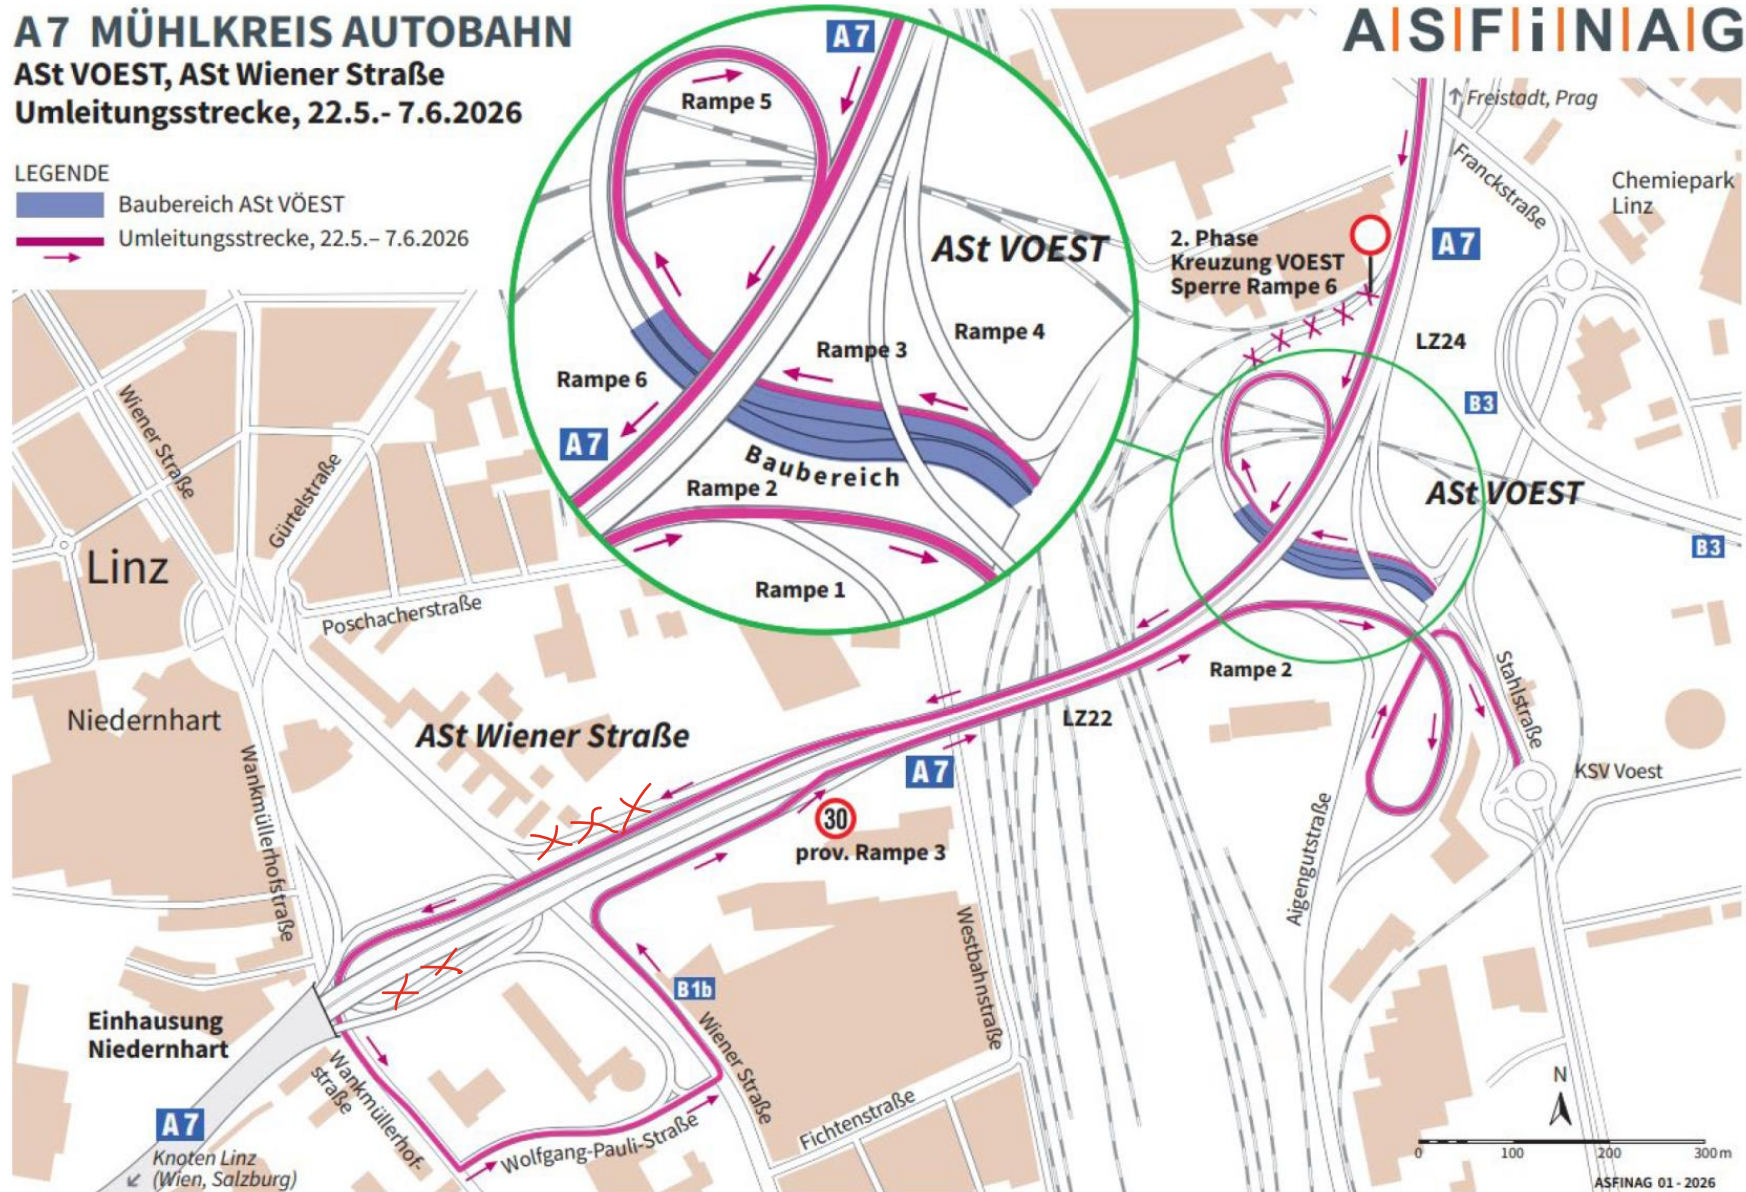 A7 MÜHLKREIS AUTOBAHN
ASt VOEST, ASt Wiener Straße
Umleitungsstrecke, 22.5.- 7.6.2026
LEGENDE
Baubereich ASt VÖEST
Umleitungsstrecke, 22.5.– 7.6.2026
A|S|F|i|N|A|G
A7
Rampe 5
ASt VOEST
Rampe 4
Rampe 3
Rampe 6
A7
Baubereich
Rampe 2
Rampe 1
Freistadt, Prag
Franckstraße
Chemiepark
Linz
A7
2. Phase
Kreuzung VOEST
Sperre Rampe 6
LZ24
B3
ASt VOEST
B3
Wiener Straße
Gürtelstraße
Linz
Poschacherstraße
Niedernhart
Wankmüllerhofstraße
ASt Wiener Straße
Rampe 2
LZ22
A7
Stahlstraße
KSV Voest
30
prov. Rampe 3
Aigengutstraße
Westbahnstraße
B1b
Wiener Straße
Einhausung
Niedernhart
Wankmüllerhof-
straße
Wolfgang-Pauli-Straße
Fichtenstraße
A7
Knoten Linz
(Wien, Salzburg)
N
0 100 200 300m
ASFINAG 01 - 2026